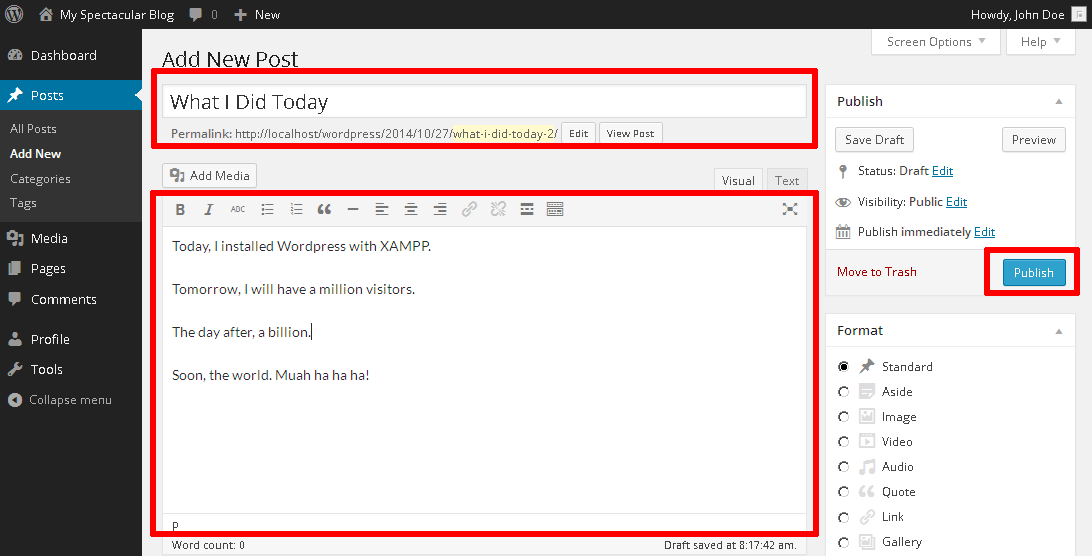 My Spectacular Blog 0 + New Howdy, John Doe
Screen Options Help
Dashboard
Posts
All Posts
Add New
Categories
Tags
Media
Pages
Comments
Profile
Tools
Collapse menu
Add New Post
What I Did Today
Permalink: http://localhost/wordpress/2014/10/27/what-i-did-today-2/ Edit View Post
Add Media Visual Text
B I ABC
Today, I installed Wordpress with XAMPP.
Tomorrow, I will have a million visitors.
The day after, a billion.
Soon, the world. Muah ha ha ha!
p
Word count: 0 Draft saved at 8:17:42 am.
Publish
Save Draft Preview
Status: Draft Edit
Visibility: Public Edit
Publish immediately Edit
Move to Trash Publish
Format
Standard
Aside
Image
Video
Audio
Quote
Link
Gallery